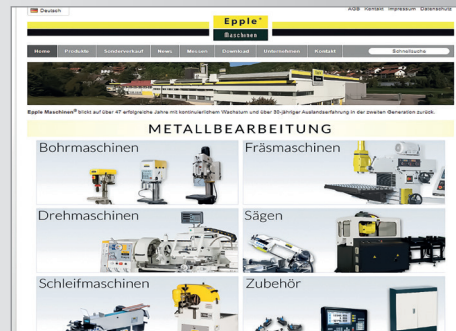 Deutsch
AGB Kontakt Impressum Datenschutz
Epple®
Maschinen
Home Produkte Sonderverkauf News Messen Download Unternehmen Kontakt Schnellsuche
Epple Maschinen® blickt auf über 47 erfolgreiche Jahre mit kontinuierlichem Wachstum und über 30-jähriger Auslandserfahrung in der zweiten Generation zurück.
METALLBEARBEITUNG
Bohrmaschinen Fräsmaschinen
Drehmaschinen Sägen
Schleifmaschinen Zubehör